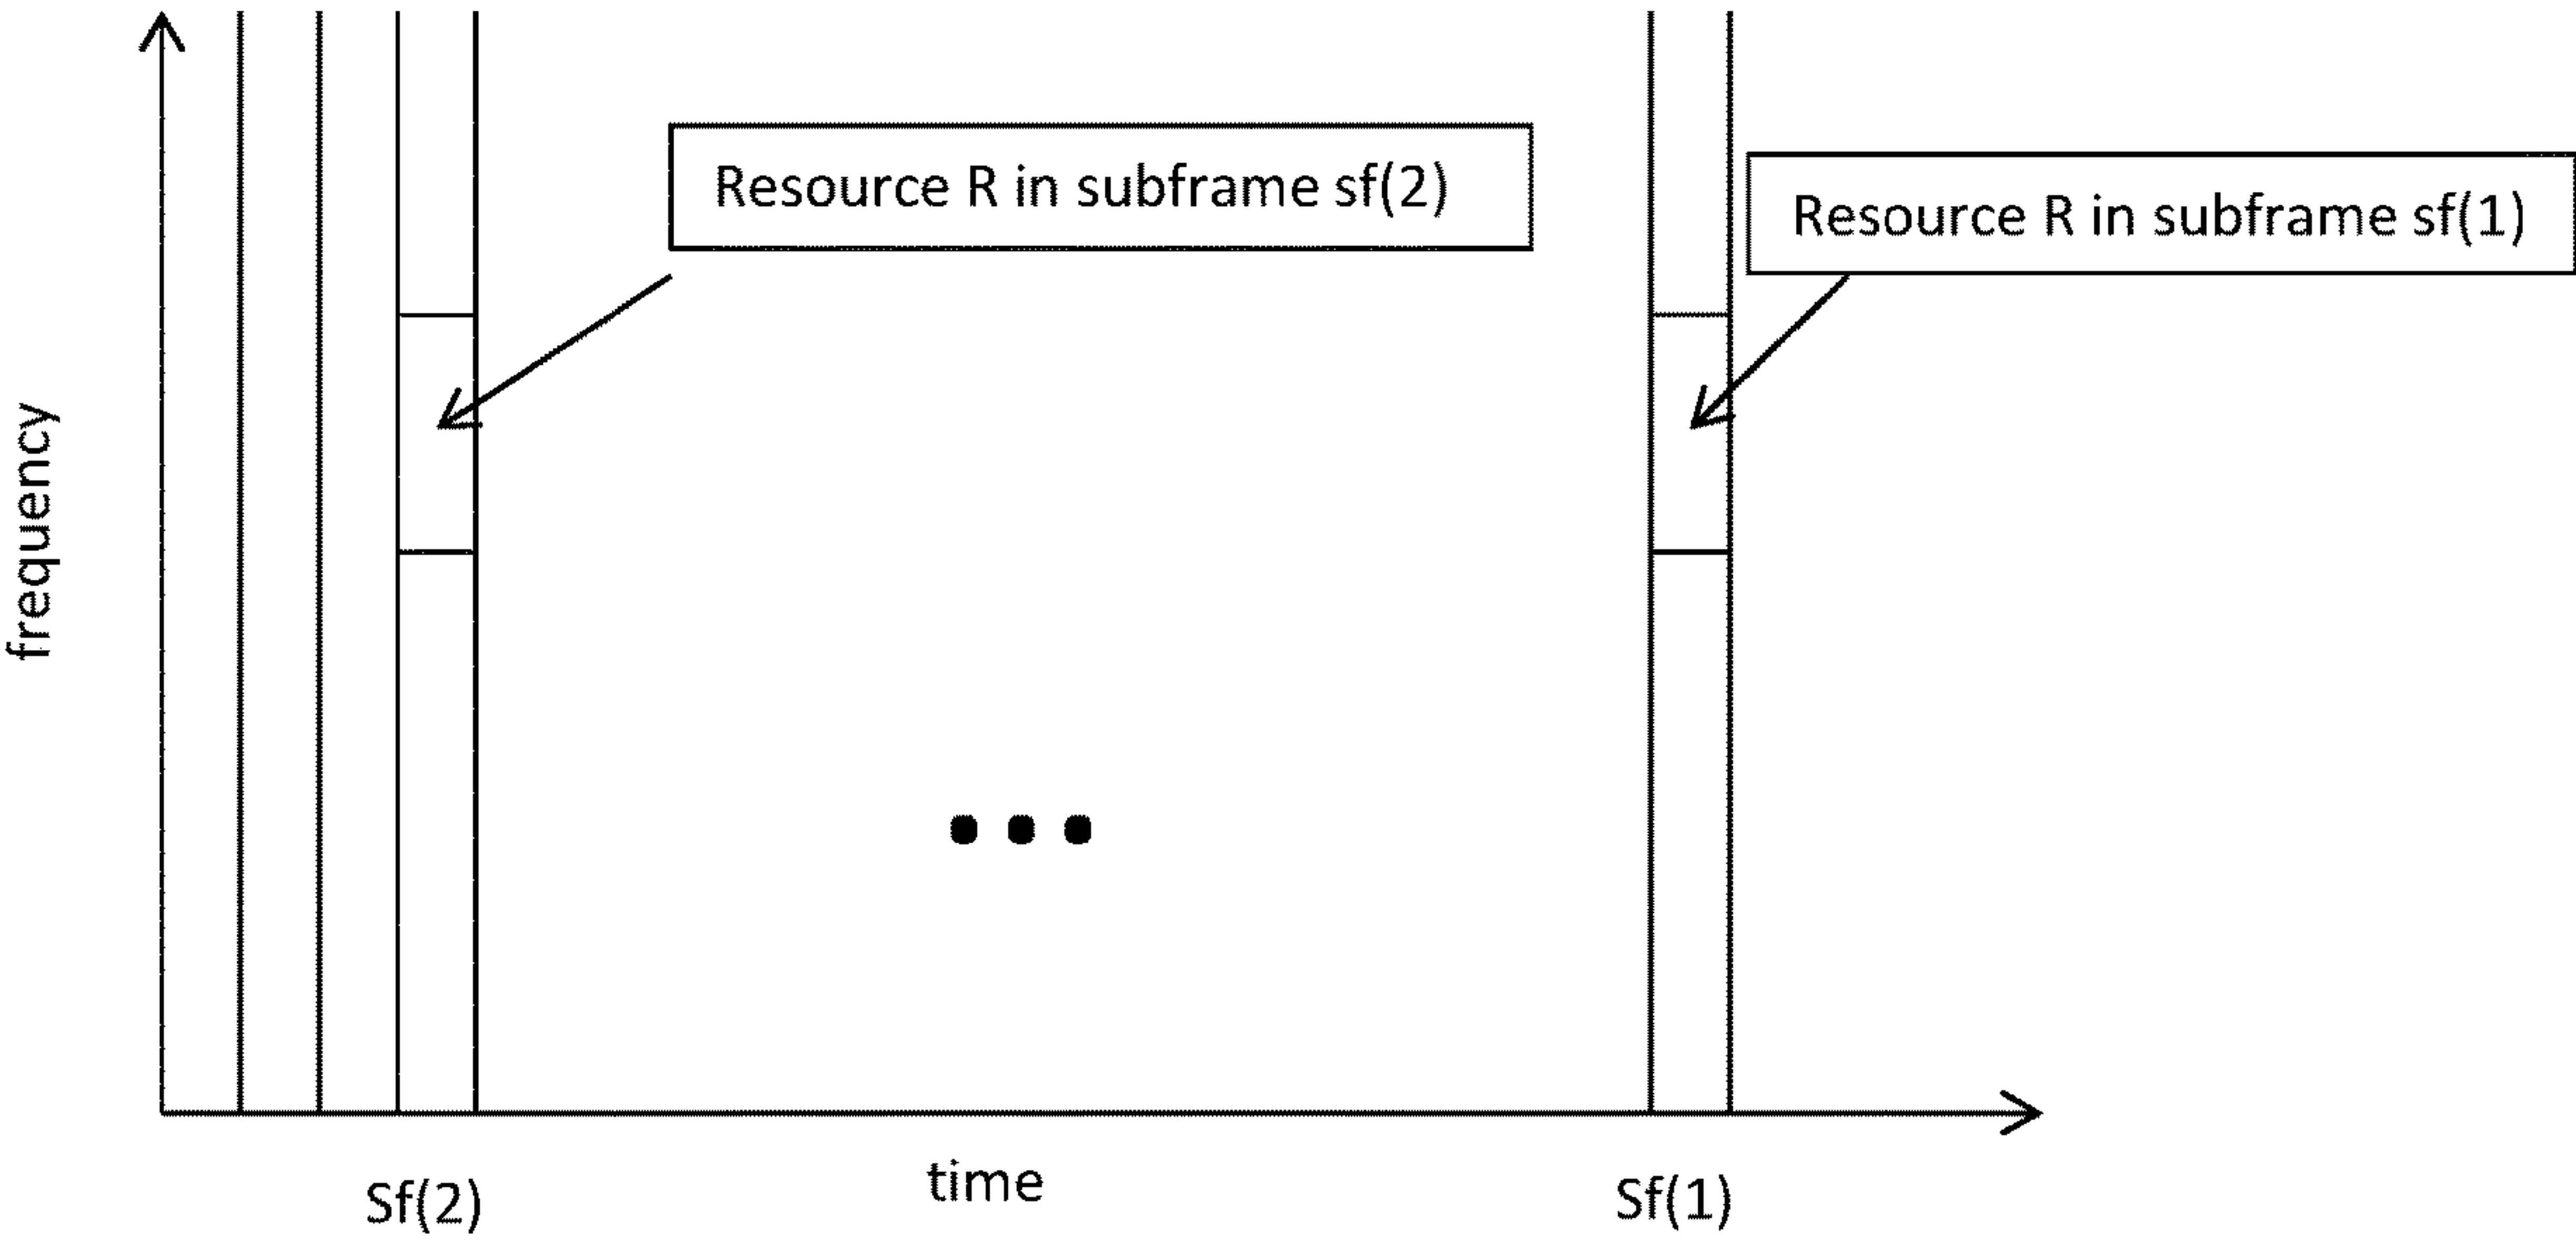 Resource R in subframe sf(2)
Resource R in subframe sf(1)
frequency
time
Sf(2)
Sf(1)